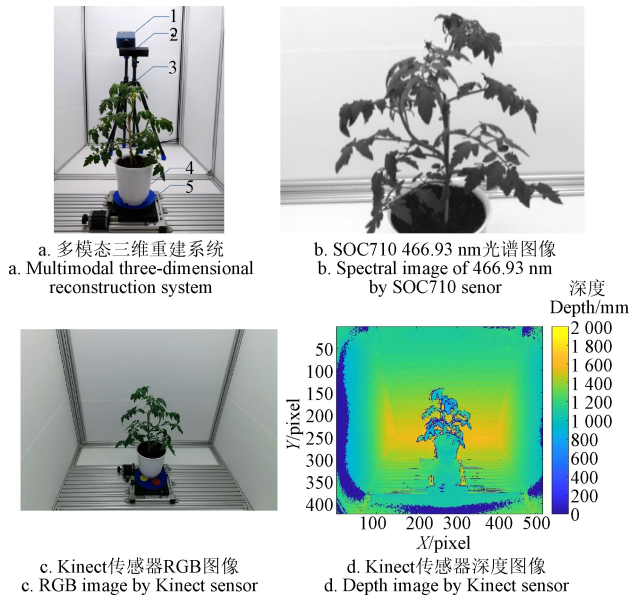 1
2
3
4
5
a. 多模态三维重建系统
a. Multimodal three-dimensional
reconstruction system
b. SOC710 466.93 nm光谱图像
b. Spectral image of 466.93 nm
by SOC710 senor
深度
Depth/mm
2 000
1 800
1 600
1 400
1 200
1 000
800
600
400
200
0
50
100
150
200
250
300
350
400
Y/pixel
100 200 300 400 500
X/pixel
c. Kinect传感器RGB图像
c. RGB image by Kinect sensor
d. Kinect传感器深度图像
d. Depth image by Kinect sensor